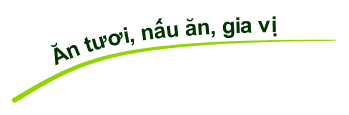 Ăn tươi, nấu ăn, gia vị